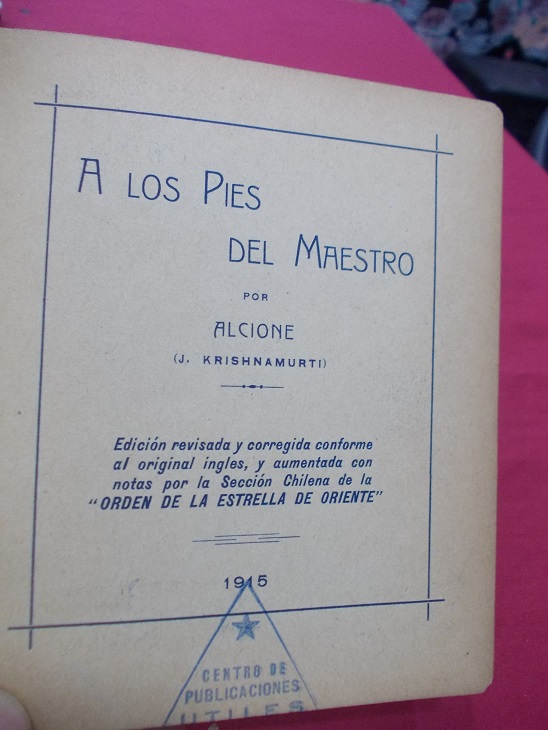 A LOS PIES
DEL MAESTRO
POR
ALCIONE
(J. KRISHNAMURTI)
Edición revisada y corregida conforme
al original ingles, y aumentada con
notas por la Sección Chilena de la
"ORDEN DE LA ESTRELLA DE ORIENTE"
1915
CENTRO DE
PUBLICACIONES
UTILES